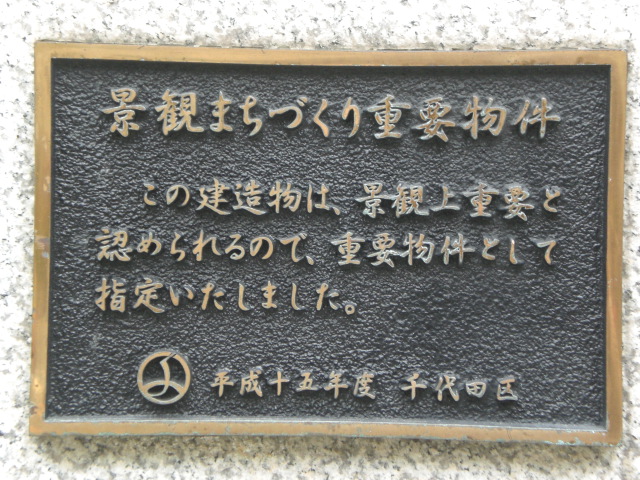 景観まちづくり重要物件
この建造物は、景観上重要と
認められるので、重要物件として
指定いたしました。
平成十五年度 千代田区